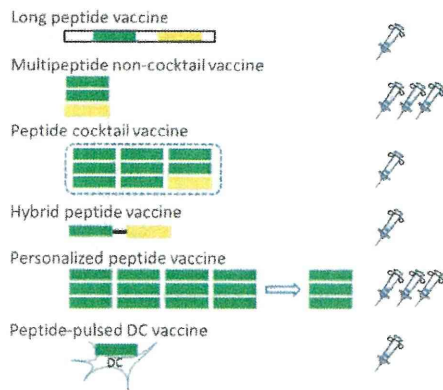 Long peptide vaccine
Multipeptide non-cocktail vaccine
Peptide cocktail vaccine
Hybrid peptide vaccine
Personalized peptide vaccine
Peptide-pulsed DC vaccine
DC